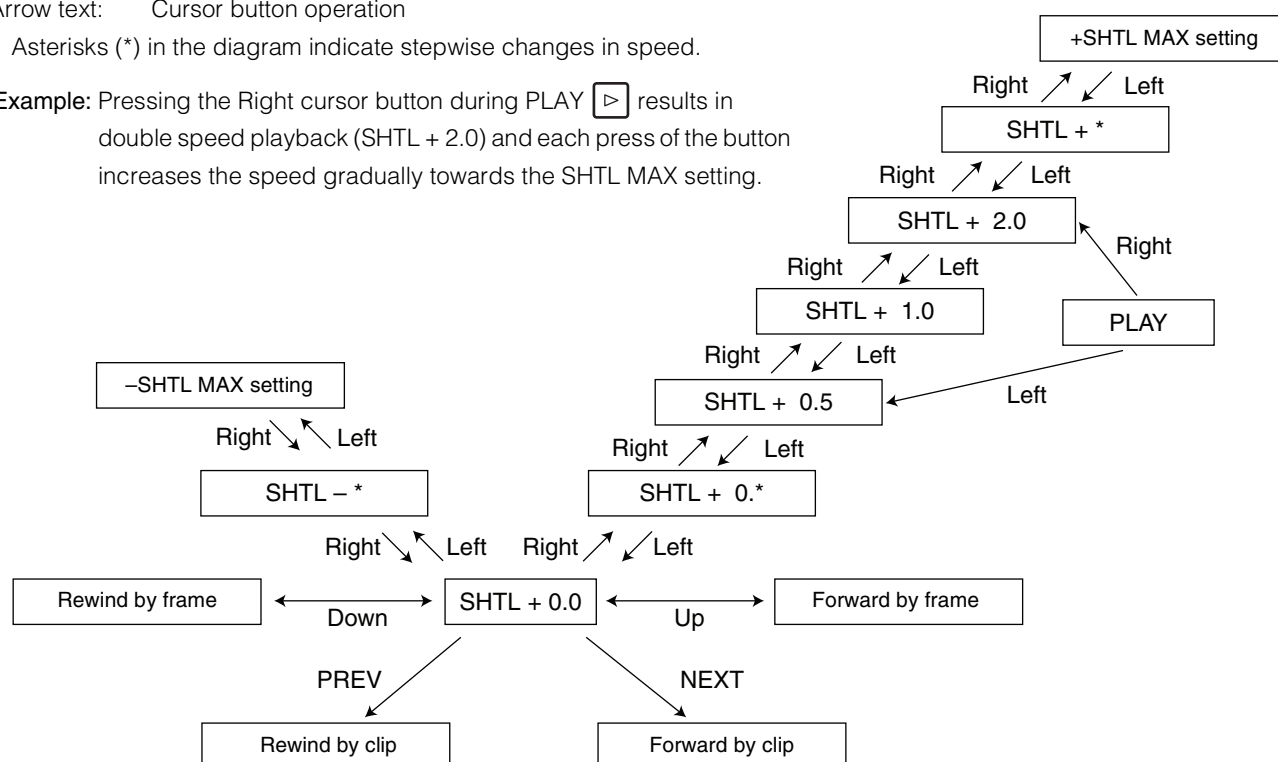 Arrow text: Cursor button operation
Asterisks (*) in the diagram indicate stepwise changes in speed.
Example: Pressing the Right cursor button during PLAY ▷ results in
double speed playback (SHTL + 2.0) and each press of the button
increases the speed gradually towards the SHTL MAX setting.
+SHTL MAX setting
Right Left
SHTL + *
Right Left
SHTL + 2.0
Right
Right Left
SHTL + 1.0
PLAY
Right Left
Left
–SHTL MAX setting
SHTL + 0.5
Right Left
Right Left
SHTL – *
SHTL + 0.*
Right Left
Right Left
Rewind by frame
Down
SHTL + 0.0
Up
Forward by frame
PREV
NEXT
Rewind by clip
Forward by clip